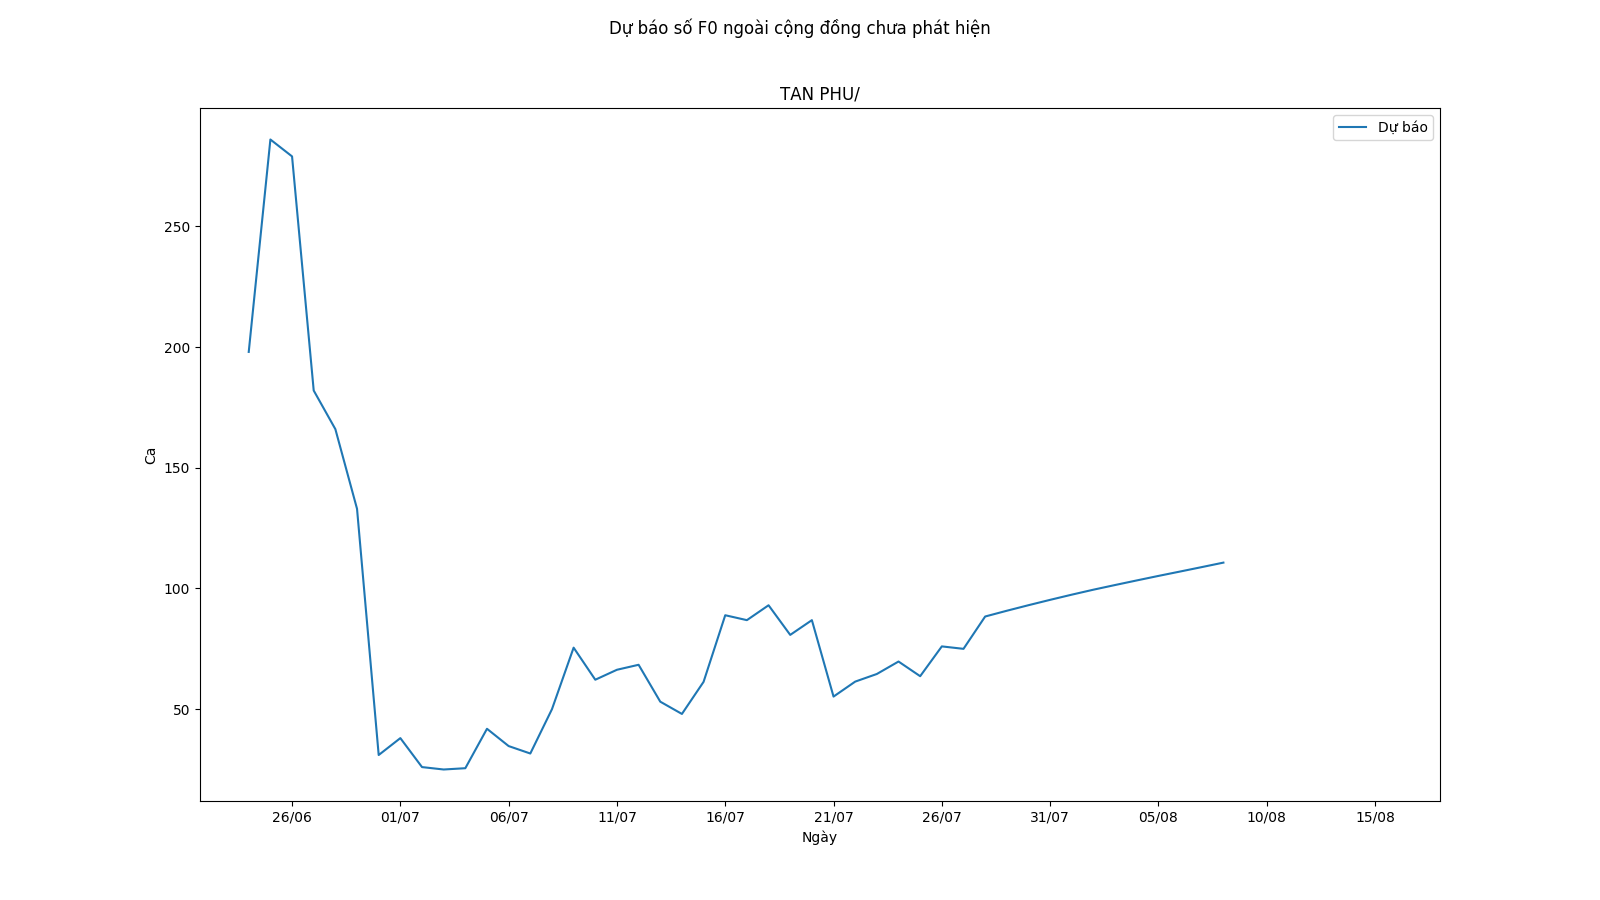 Dự báo số F0 ngoài cộng đồng chưa phát hiện
TAN PHU/
Dự báo
250
200
150
100
50
Ca
26/06 01/07 06/07 11/07 16/07 21/07 26/07 31/07 05/08 10/08 15/08
Ngày